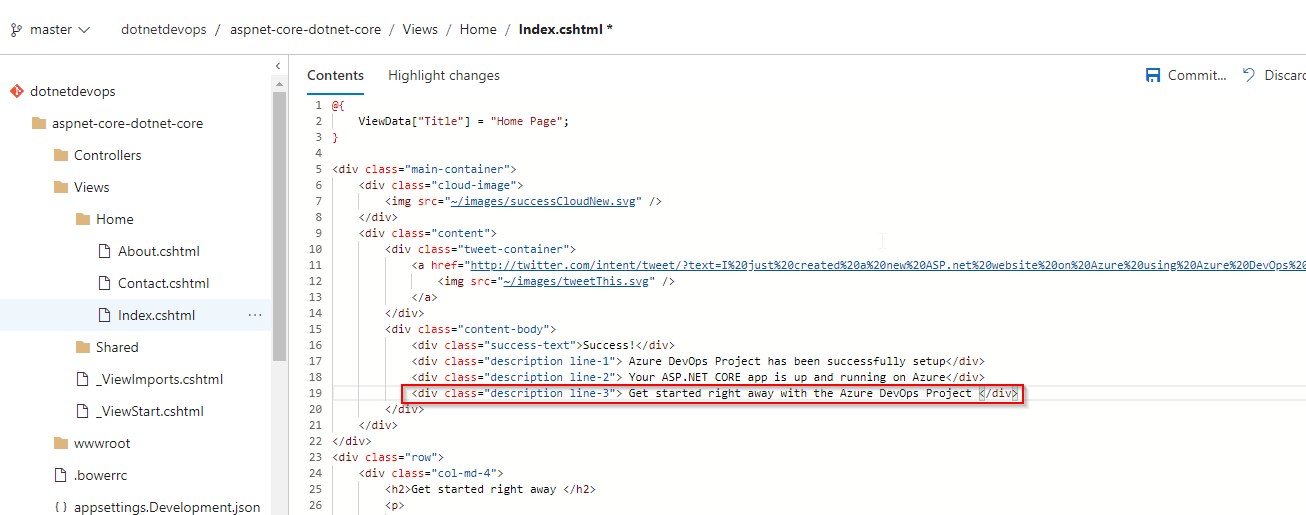 master dotnetdevops / aspnet-core-dotnet-core / Views / Home / Index.cshtml *
dotnetdevops
aspnet-core-dotnet-core
Controllers
Views
Home
About.cshtml
Contact.cshtml
Index.cshtml ...
Shared
_ViewImports.cshtml
_ViewStart.cshtml
wwwroot
.bowerrc
{} appsettings.Development.json
Contents Highlight changes Commit... Discard
1 @{
2 ViewData["Title"] = "Home Page";
3 }
4
5 <div class="main-container">
6 <div class="cloud-image">
7 <img src="~/images/successCloudNew.svg" />
8 </div>
9 <div class="content">
10 <div class="tweet-container">
11 <a href="http://twitter.com/intent/tweet/?text=I%20just%20created%20a%20new%20ASP.net%20website%20on%20Azure%20using%20Azure%20DevOps%20
12 <img src="~/images/tweetThis.svg" />
13 </a>
14 </div>
15 <div class="content-body">
16 <div class="success-text">Success!</div>
17 <div class="description line-1"> Azure DevOps Project has been successfully setup</div>
18 <div class="description line-2"> Your ASP.NET CORE app is up and running on Azure</div>
19 <div class="description line-3"> Get started right away with the Azure DevOps Project </div>
20 </div>
21 </div>
22 </div>
23 <div class="row">
24 <div class="col-md-4">
25 <h2>Get started right away </h2>
26 <p>